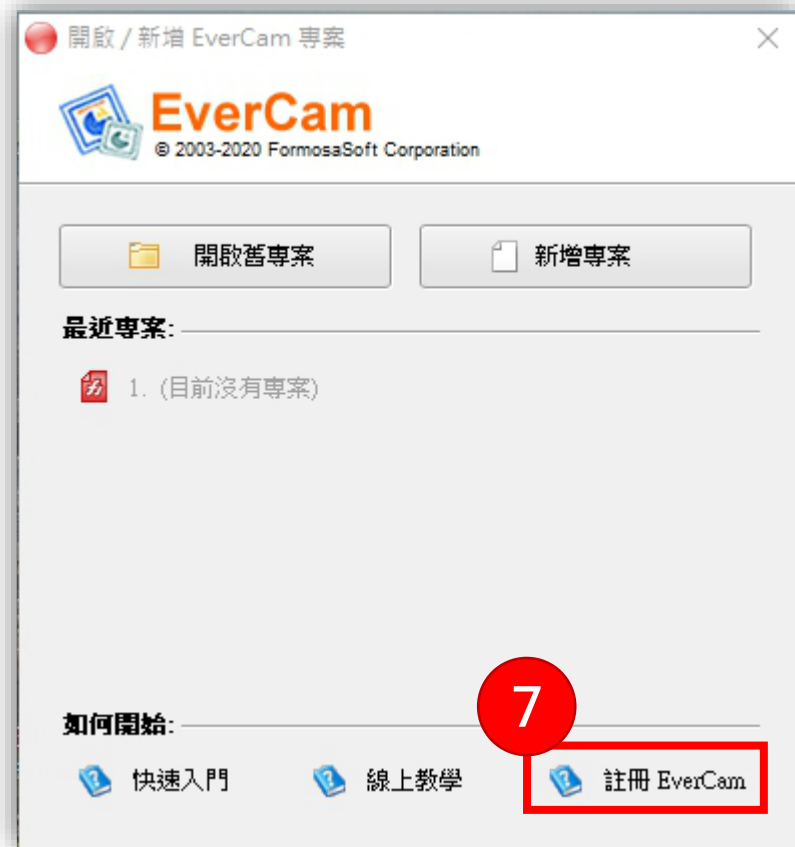 開啟 / 新增 EverCam 專案
EverCam
© 2003-2020 FormosaSoft Corporation
開啟舊專案 新增專案
最近專案:
1. (目前沒有專案)
7
如何開始:
快速入門 線上教學 註冊 EverCam